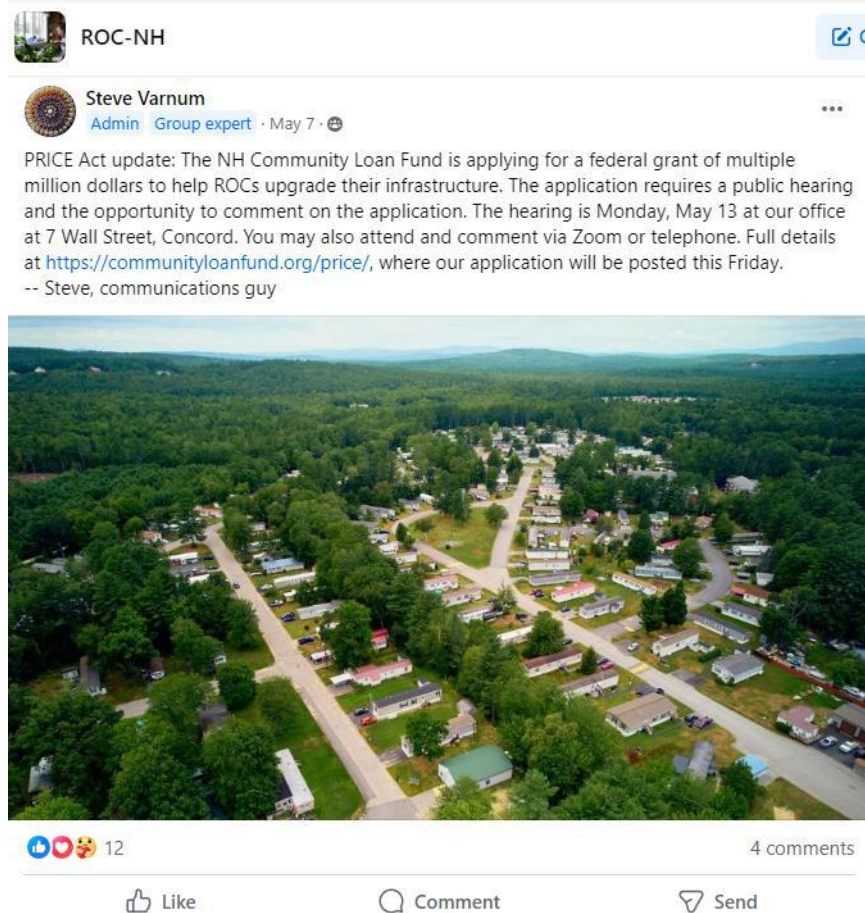 ROC-NH
Steve Varnum
Admin Group expert · May 7 ·
PRICE Act update: The NH Community Loan Fund is applying for a federal grant of multiple
million dollars to help ROCs upgrade their infrastructure. The application requires a public hearing
and the opportunity to comment on the application. The hearing is Monday, May 13 at our office
at 7 Wall Street, Concord. You may also attend and comment via Zoom or telephone. Full details
at https://communityloanfund.org/price/, where our application will be posted this Friday.
-- Steve, communications guy
12
4 comments
Like
Comment
Send